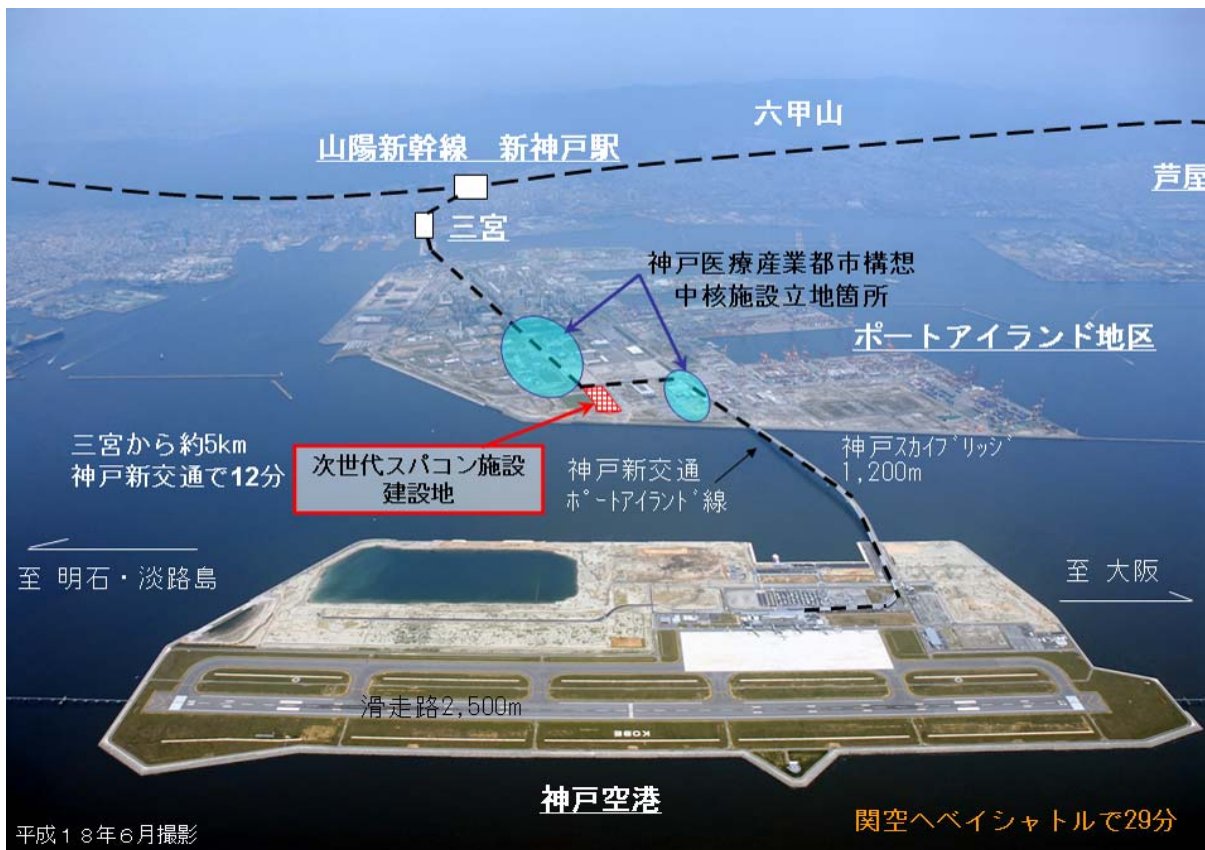 六甲山
山陽新幹線　新神戸駅
芦屋
三宮
神戸医療産業都市構想
中核施設立地箇所
ポートアイランド地区
三宮から約5km
神戸新交通で12分
次世代スパコン施設
建設地
神戸新交通
ﾎﾟｰﾄｱｲﾗﾝﾄﾞ線
神戸ｽｶｲﾌﾞﾘｯｼﾞ
1,200m
至 明石・淡路島
至 大阪
滑走路2,500m
KOBE
神戸空港
関空へベイシャトルで29分
平成１８年６月撮影